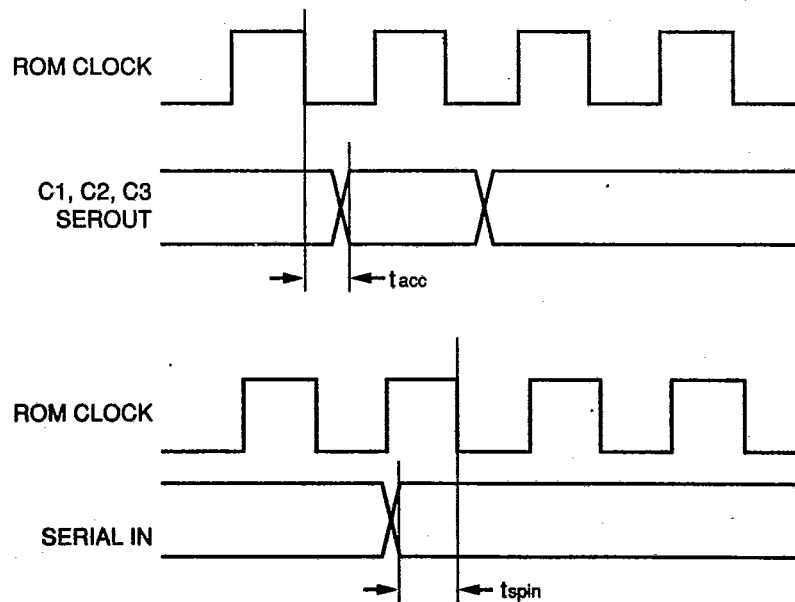 ROM CLOCK
C1, C2, C3
SEROUT
tacc
ROM CLOCK
SERIAL IN
tspin